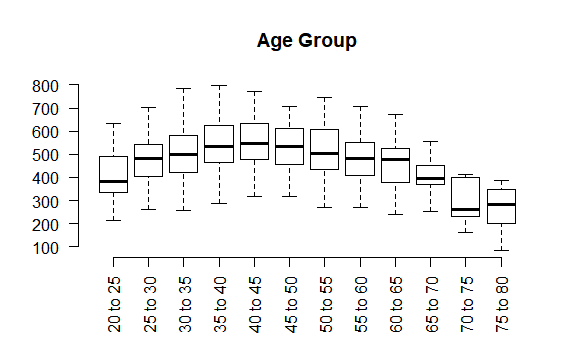 Age Group
800
700
600
500
400
300
200
100
20 to 25
25 to 30
30 to 35
35 to 40
40 to 45
45 to 50
50 to 55
55 to 60
60 to 65
65 to 70
70 to 75
75 to 80